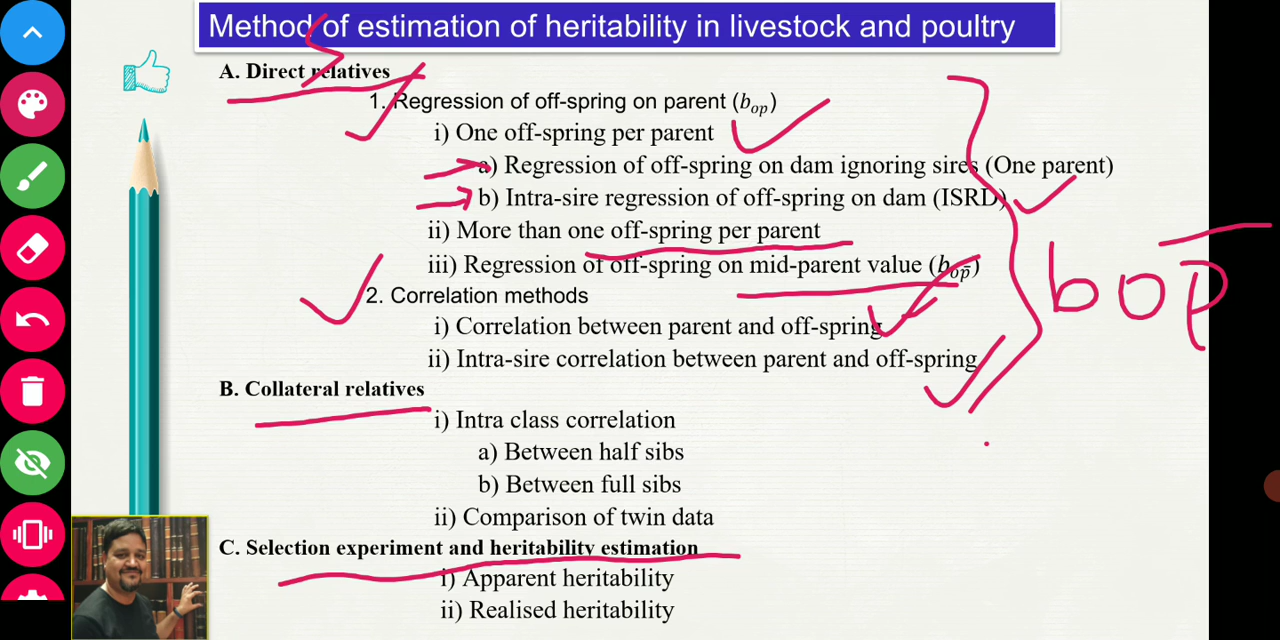 Method of estimation of heritability in livestock and poultry
A. Direct relatives
1. Regression of off-spring on parent (b_op)
i) One off-spring per parent
a) Regression of off-spring on dam ignoring sires (One parent)
b) Intra-sire regression of off-spring on dam (ISRD)
ii) More than one off-spring per parent
iii) Regression of off-spring on mid-parent value (b_op̅)
bop̅
2. Correlation methods
i) Correlation between parent and off-spring
ii) Intra-sire correlation between parent and off-spring
B. Collateral relatives
i) Intra class correlation
a) Between half sibs
b) Between full sibs
ii) Comparison of twin data
C. Selection experiment and heritability estimation
i) Apparent heritability
ii) Realised heritability